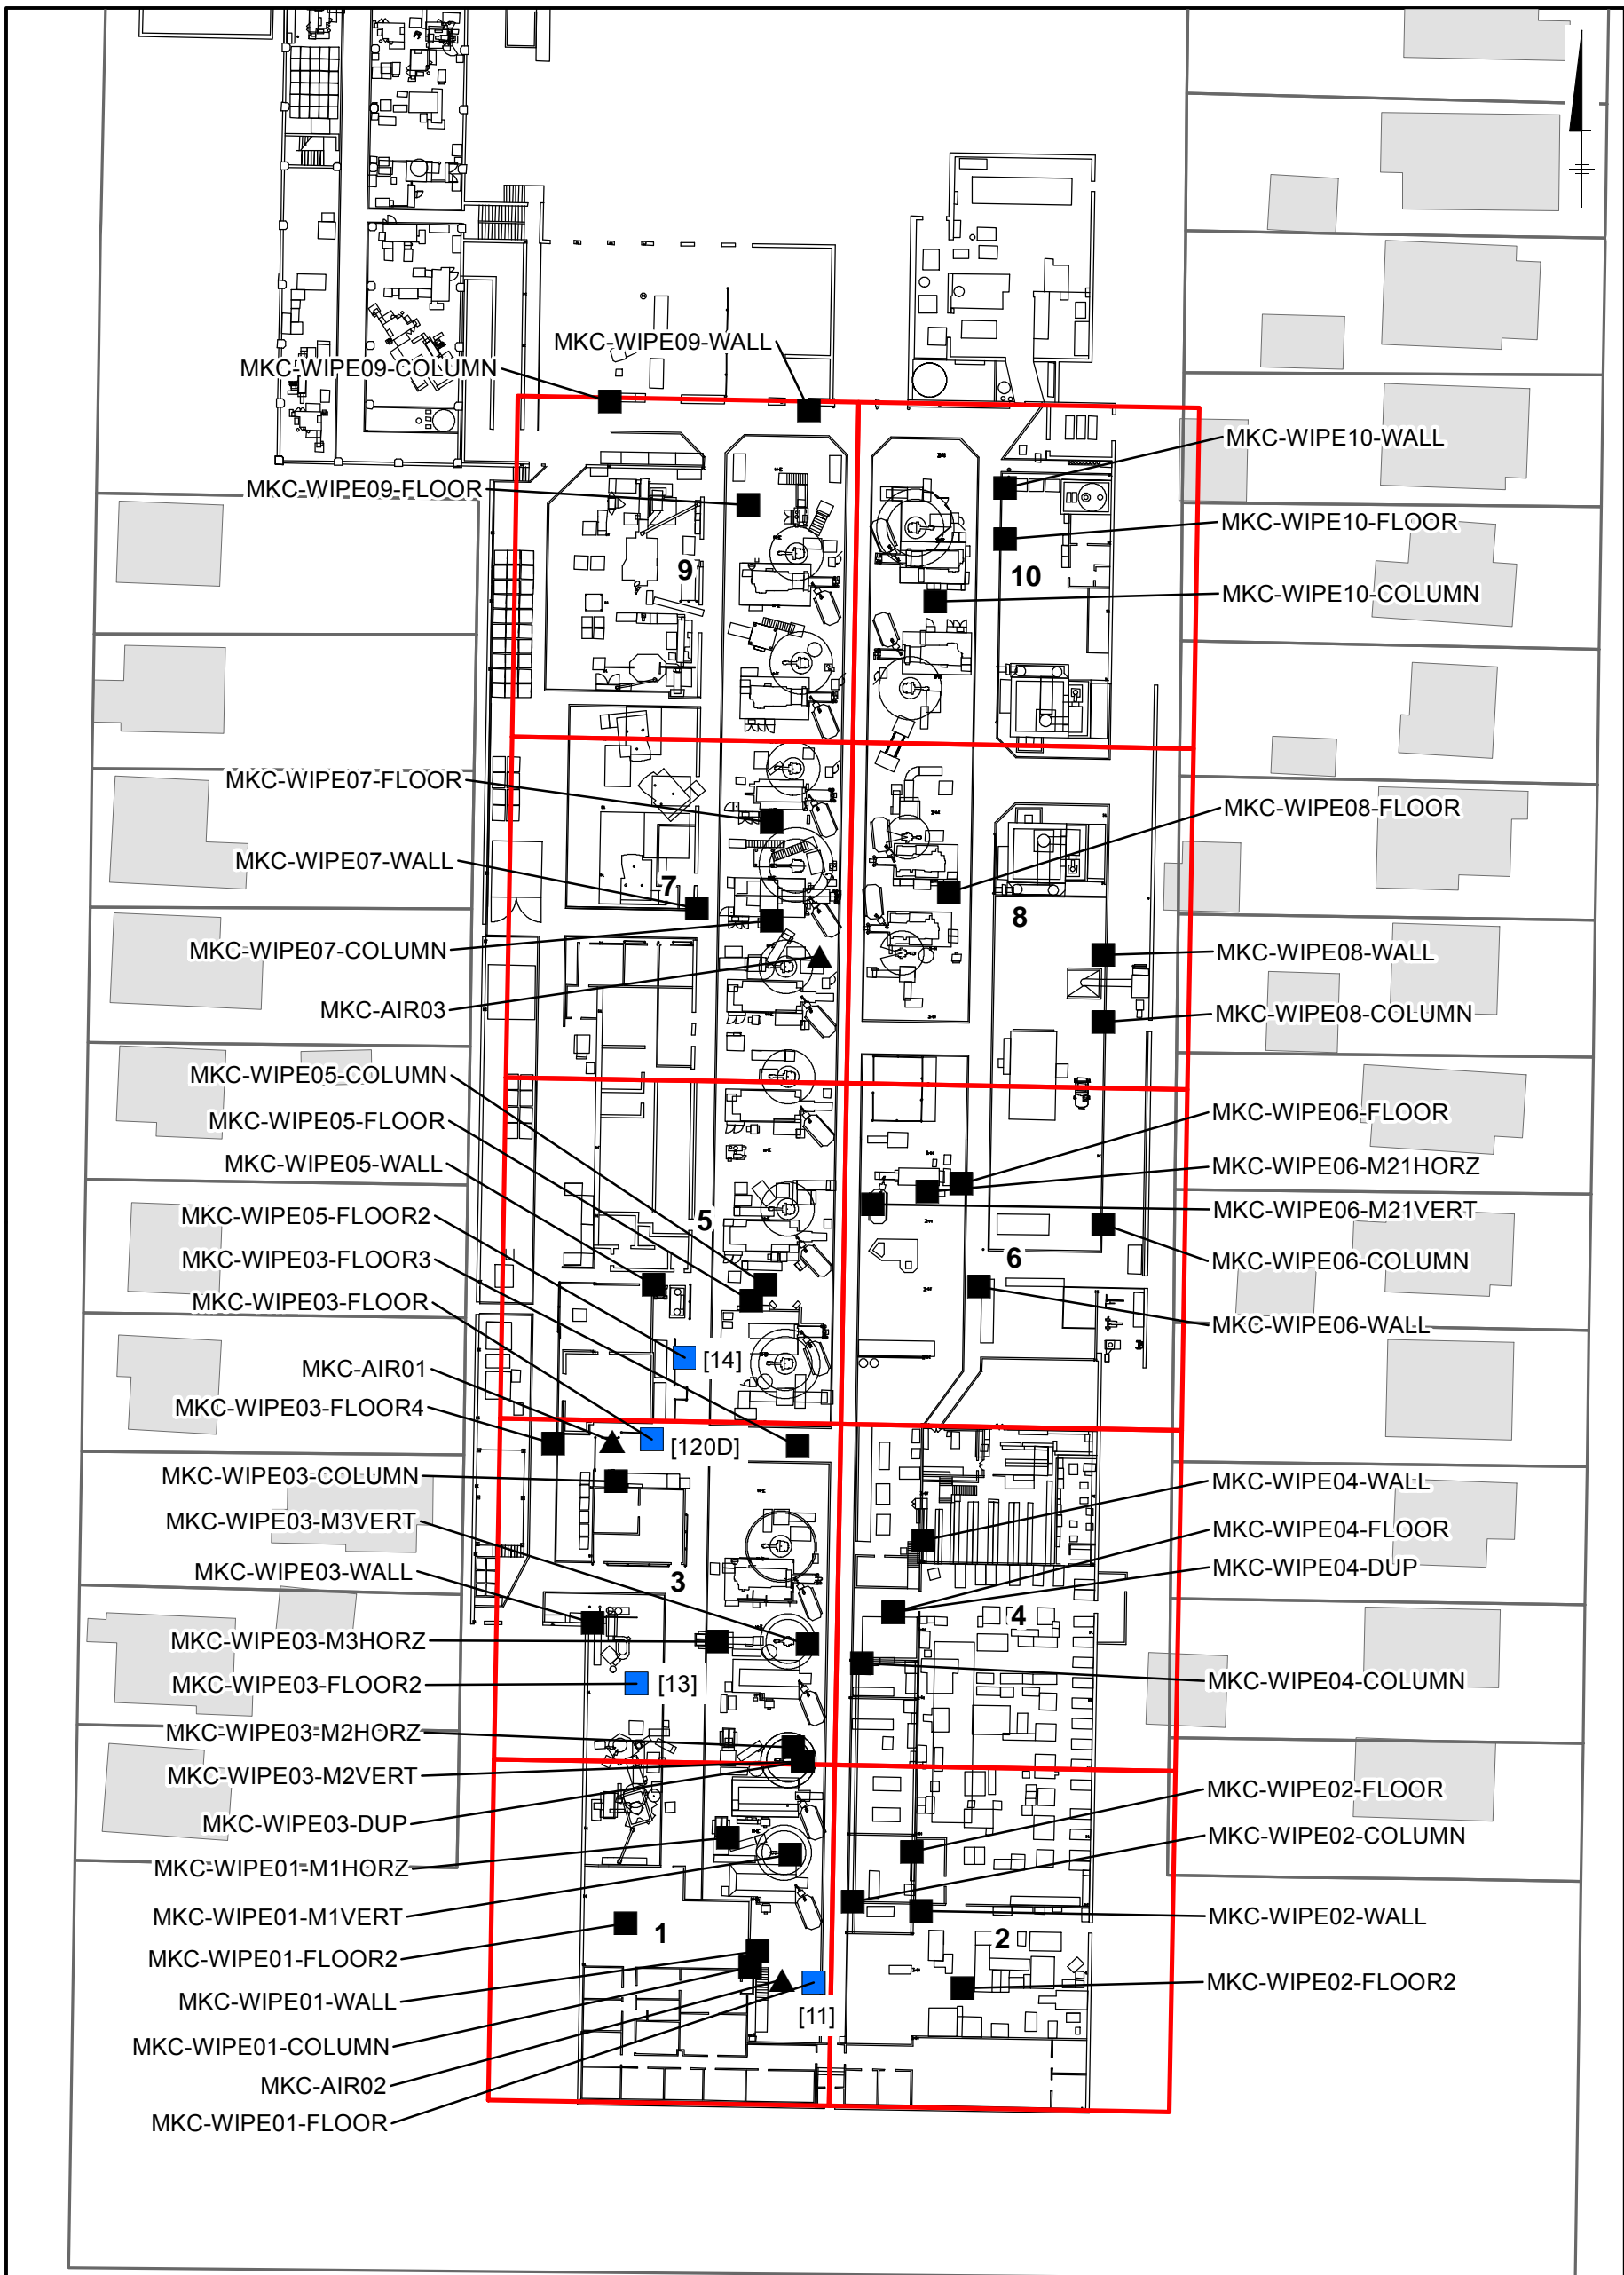 MKC-WIPE09-WALL
MKC-WIPE09-COLUMN
MKC-WIPE10-WALL
MKC-WIPE09-FLOOR
MKC-WIPE10-FLOOR
9
10
MKC-WIPE10-COLUMN
MKC-WIPE07-FLOOR
MKC-WIPE08-FLOOR
MKC-WIPE07-WALL
7
8
MKC-WIPE07-COLUMN
MKC-WIPE08-WALL
MKC-AIR03
MKC-WIPE08-COLUMN
MKC-WIPE05-COLUMN
MKC-WIPE05-FLOOR
MKC-WIPE06-FLOOR
MKC-WIPE05-WALL
MKC-WIPE06-M21HORZ
MKC-WIPE05-FLOOR2
5
MKC-WIPE06-M21VERT
MKC-WIPE03-FLOOR3
6
MKC-WIPE06-COLUMN
MKC-WIPE03-FLOOR
MKC-WIPE06-WALL
[14]
MKC-AIR01
MKC-WIPE03-FLOOR4
[120D]
MKC-WIPE03-COLUMN
MKC-WIPE04-WALL
MKC-WIPE03-M3VERT
MKC-WIPE04-FLOOR
MKC-WIPE03-WALL
3
MKC-WIPE04-DUP
4
MKC-WIPE03-M3HORZ
MKC-WIPE03-FLOOR2
[13]
MKC-WIPE04-COLUMN
MKC-WIPE03-M2HORZ
MKC-WIPE03-M2VERT
MKC-WIPE02-FLOOR
MKC-WIPE03-DUP
MKC-WIPE02-COLUMN
MKC-WIPE01-M1HORZ
MKC-WIPE01-M1VERT
MKC-WIPE02-WALL
MKC-WIPE01-FLOOR2
1
2
MKC-WIPE01-WALL
MKC-WIPE02-FLOOR2
[11]
MKC-WIPE01-COLUMN
MKC-AIR02
MKC-WIPE01-FLOOR